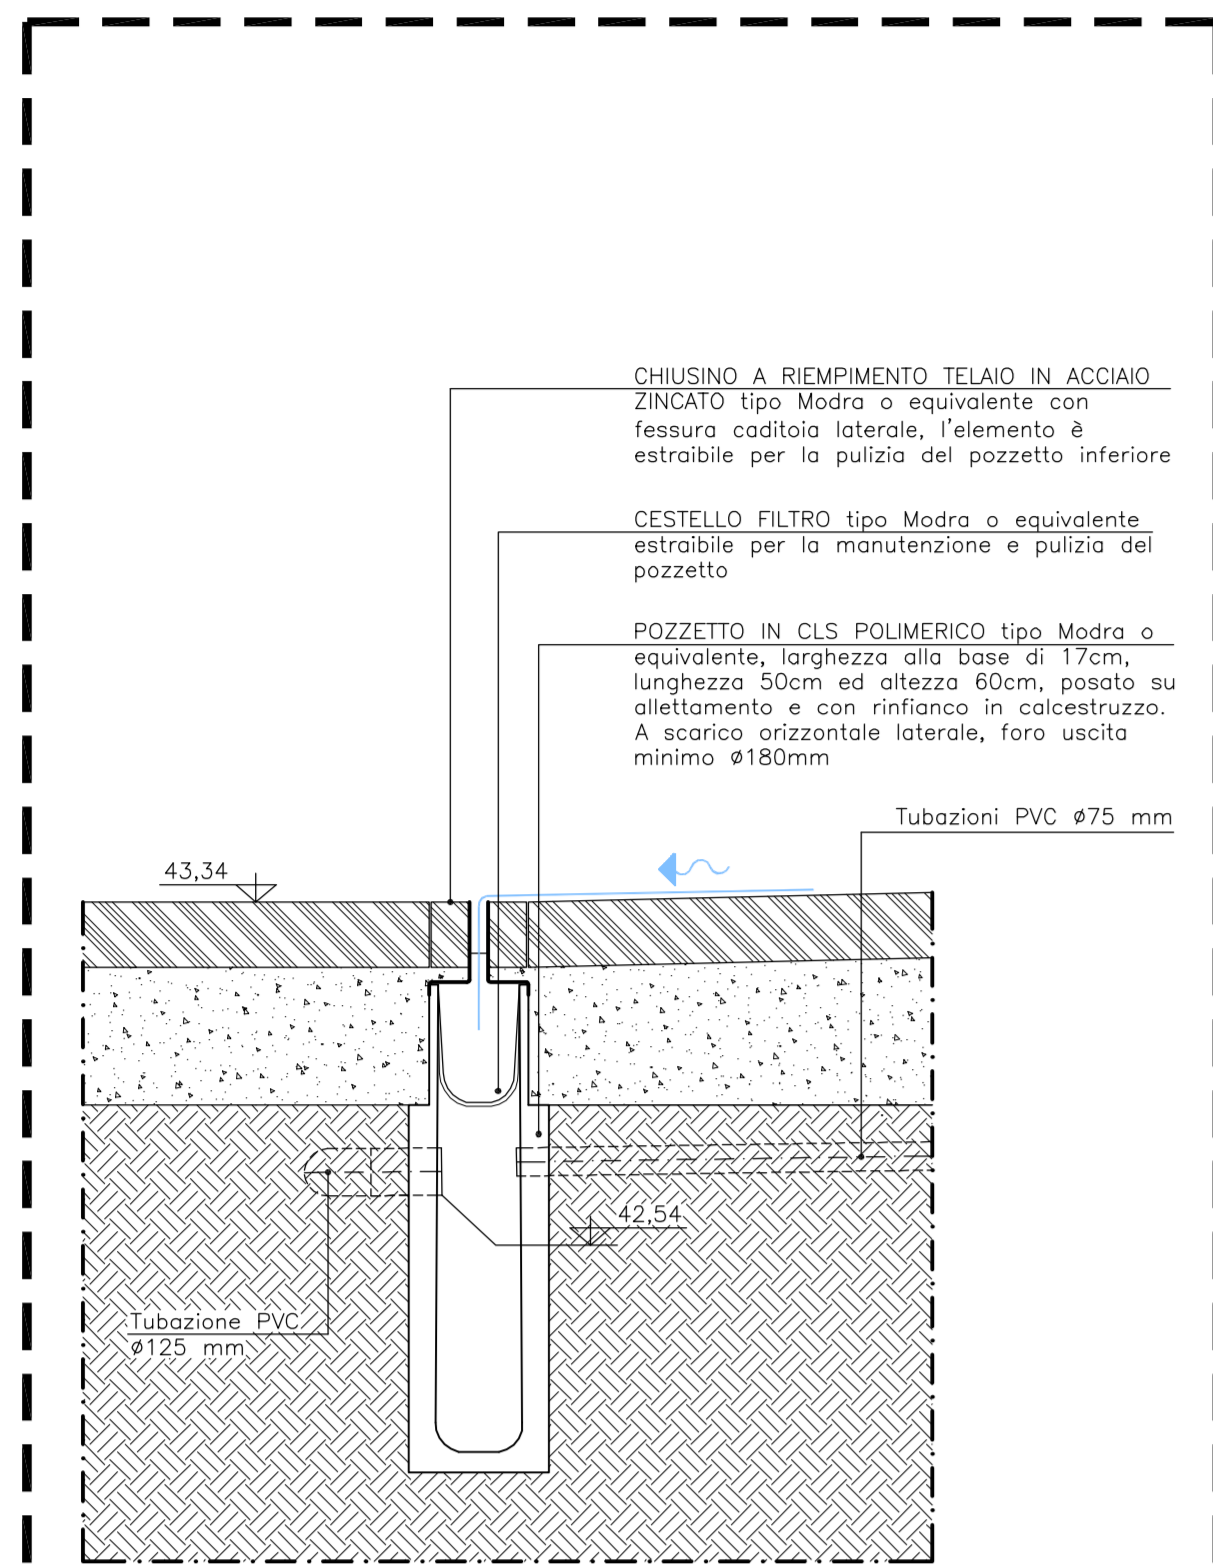 CHIUSINO A RIEMPIMENTO TELAIO IN ACCIAIO
ZINCATO tipo Modra o equivalente con
fessura caditoia laterale, l'elemento è
estraibile per la pulizia del pozzetto inferiore
CESTELLO FILTRO tipo Modra o equivalente
estraibile per la manutenzione e pulizia del
pozzetto
POZZETTO IN CLS POLIMERICO tipo Modra o
equivalente, larghezza alla base di 17cm,
lunghezza 50cm ed altezza 60cm, posato su
allettamento e con rinfianco in calcestruzzo.
A scarico orizzontale laterale, foro uscita
minimo ø180mm
Tubazioni PVC ø75 mm
43,34
42,54
Tubazione PVC
ø125 mm